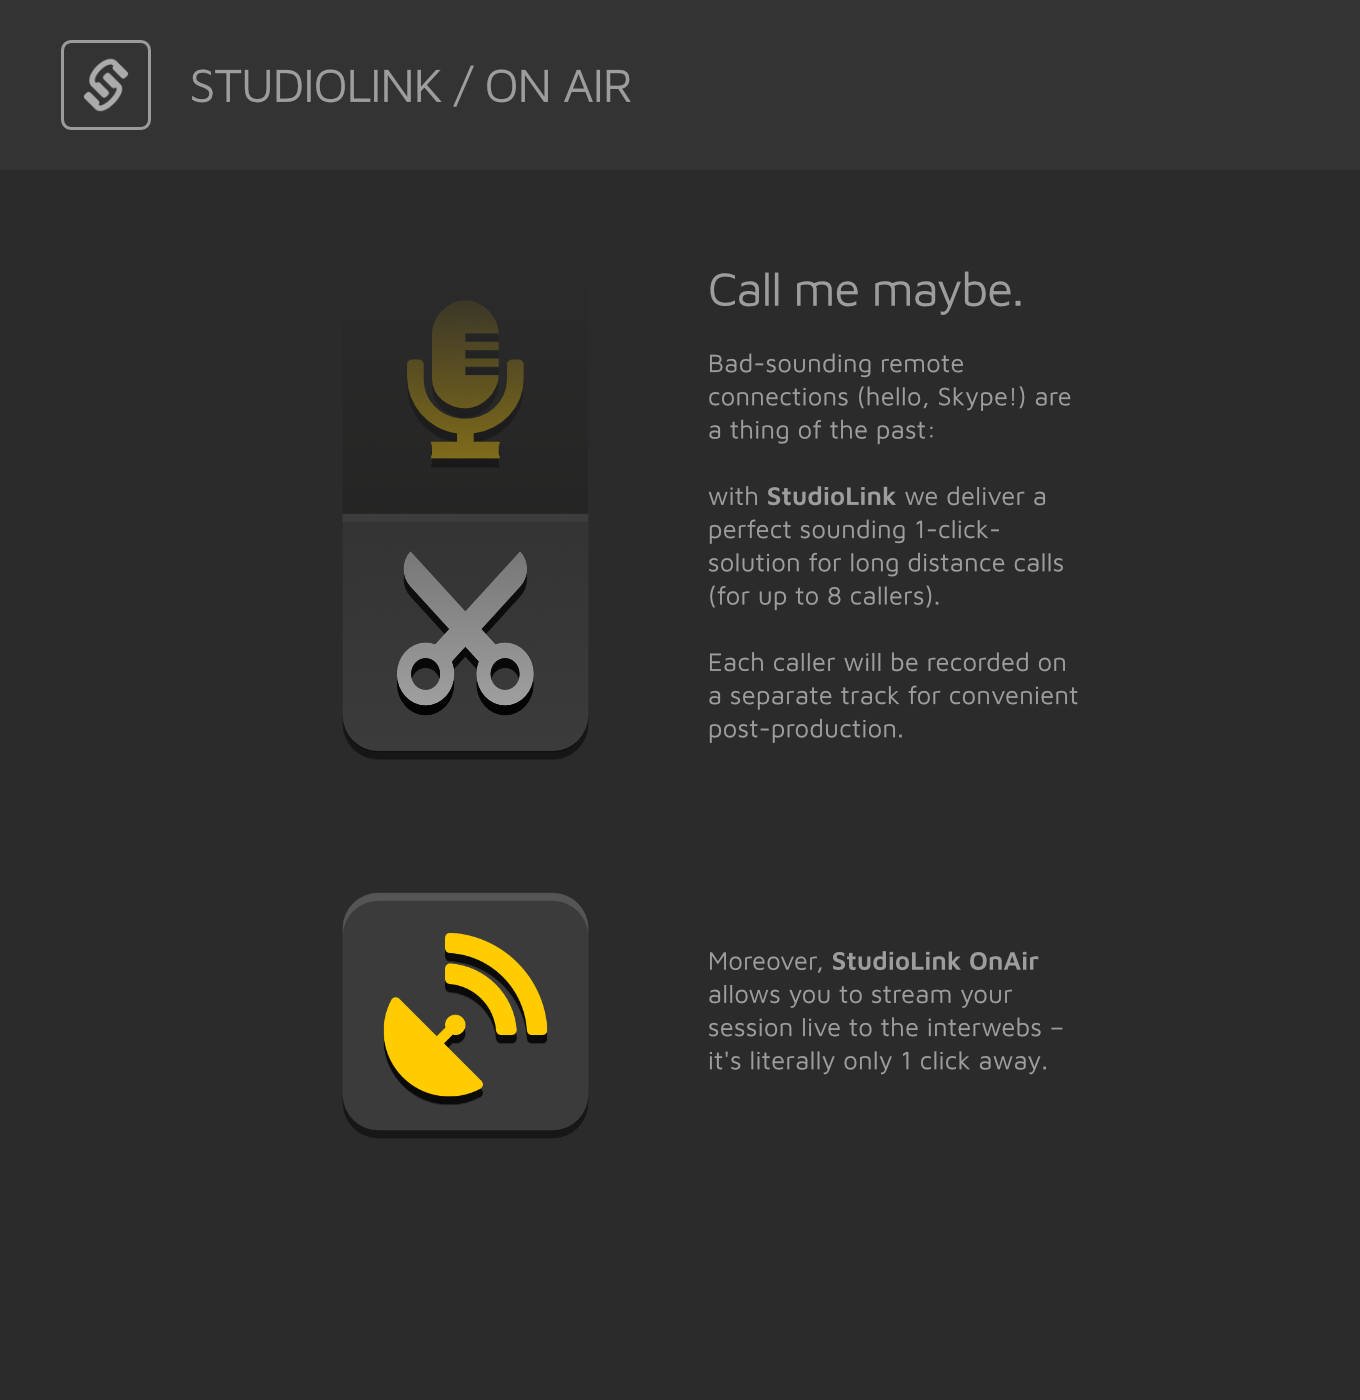 STUDIOLINK / ON AIR
Call me maybe.
Bad-sounding remote
connections (hello, Skype!) are
a thing of the past:
with StudioLink we deliver a
perfect sounding 1-click-
solution for long distance calls
(for up to 8 callers).
Each caller will be recorded on
a separate track for convenient
post-production.
Moreover, StudioLink OnAir
allows you to stream your
session live to the interwebs –
it's literally only 1 click away.